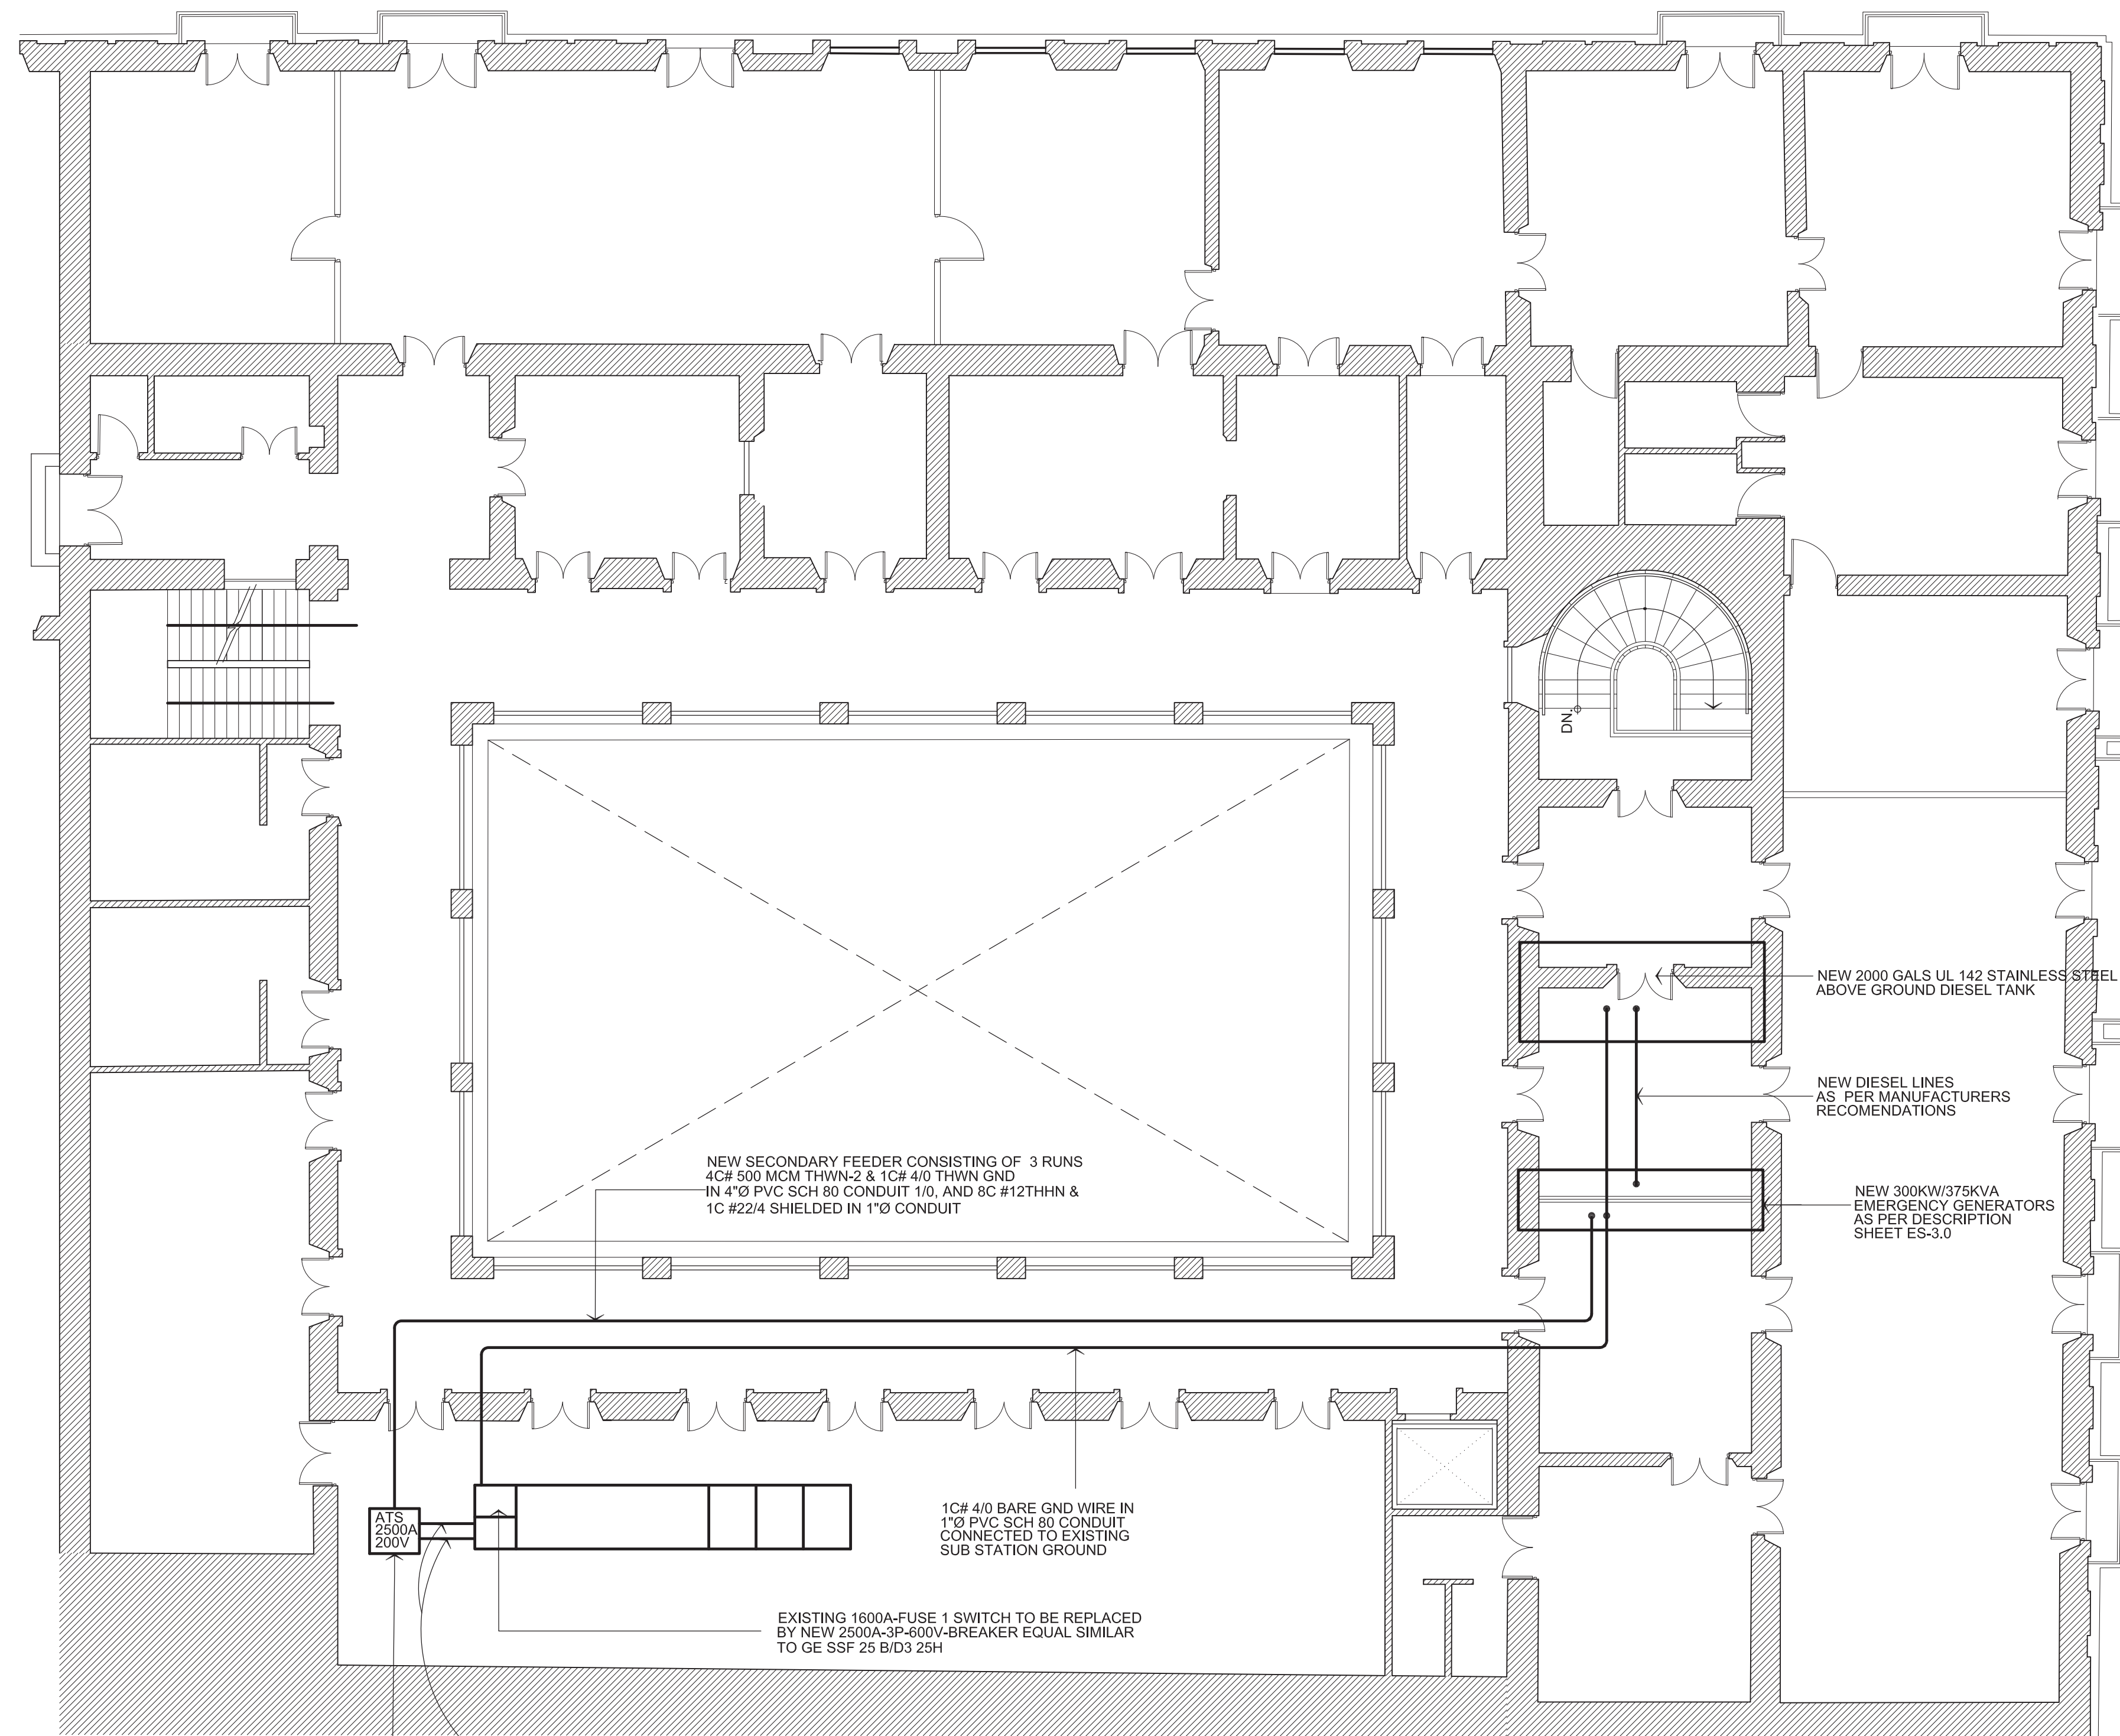 DN.
NEW 2000 GALS UL 142 STAINLESS STEEL
ABOVE GROUND DIESEL TANK
NEW DIESEL LINES
AS PER MANUFACTURERS
RECOMENDATIONS
NEW SECONDARY FEEDER CONSISTING OF 3 RUNS
4C# 500 MCM THWN-2 & 1C# 4/0 THWN GND
IN 4"Ø PVC SCH 80 CONDUIT 1/0, AND 8C #12THHN &
1C #22/4 SHIELDED IN 1"Ø CONDUIT
NEW 300KW/375KVA
EMERGENCY GENERATORS
AS PER DESCRIPTION
SHEET ES-3.0
ATS
2500A
200V
1C# 4/0 BARE GND WIRE IN
1"Ø PVC SCH 80 CONDUIT
CONNECTED TO EXISTING
SUB STATION GROUND
EXISTING 1600A-FUSE 1 SWITCH TO BE REPLACED
BY NEW 2500A-3P-600V-BREAKER EQUAL SIMILAR
TO GE SSF 25 B/D3 25H